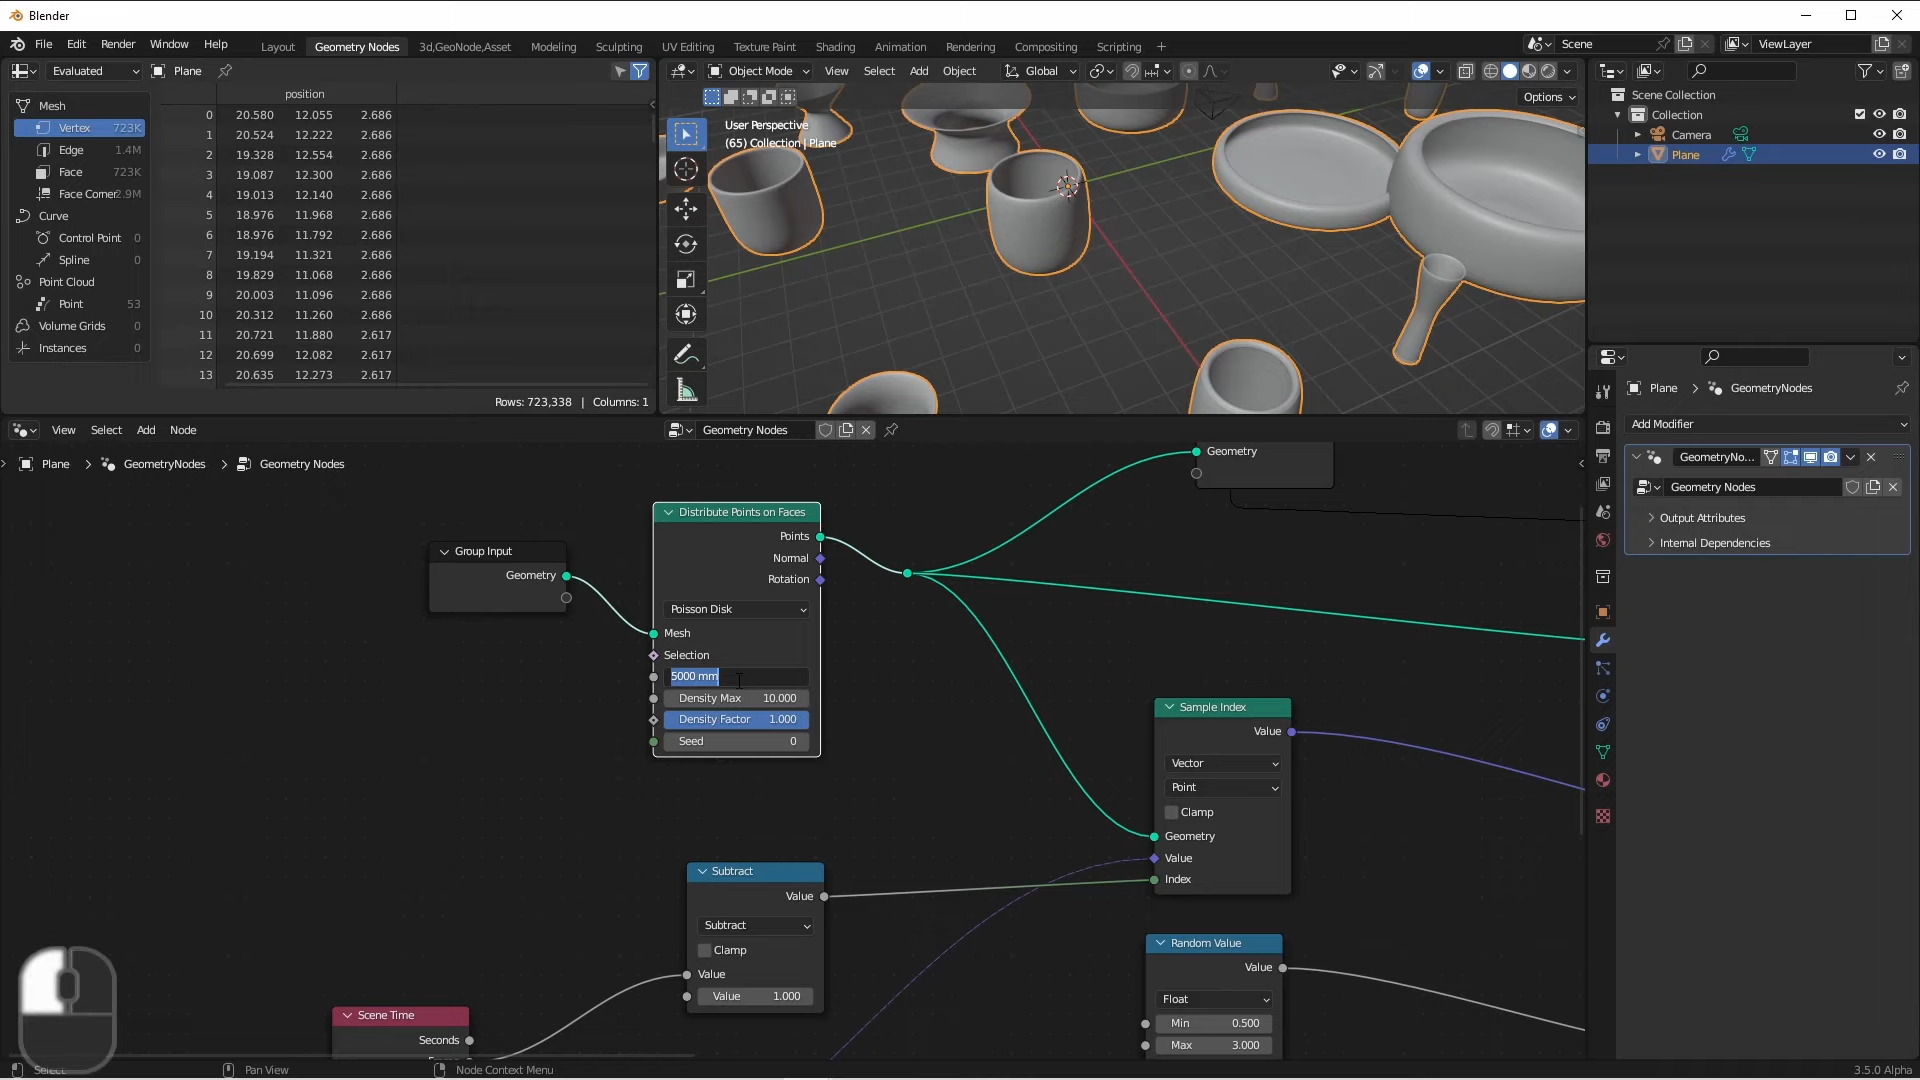 Blender
File Edit Render Window Help
Layout Geometry Nodes 3d,GeoNode,Asset Modeling Sculpting UV Editing Texture Paint Shading Animation Rendering Compositing Scripting +
Scene ViewLayer
Evaluated Plane
Object Mode View Select Add Object Global
Options
position
Mesh
Vertex 723K
Edge 1.4M
Face 723K
Face Corner 2.9M
Curve
Control Point 0
Spline 0
Point Cloud
Point 53
Volume Grids 0
Instances 0
0 20.580 12.055 2.686
1 20.524 12.222 2.686
2 19.328 12.554 2.686
3 19.087 12.300 2.686
4 19.013 12.140 2.686
5 18.976 11.968 2.686
6 18.976 11.792 2.686
7 19.194 11.321 2.686
8 19.829 11.068 2.686
9 20.003 11.096 2.686
10 20.312 11.260 2.686
11 20.721 11.880 2.617
12 20.699 12.082 2.617
13 20.635 12.273 2.617
Rows: 723,338 | Columns: 1
User Perspective
(65) Collection | Plane
Scene Collection
Collection
Camera
Plane
Plane > GeometryNodes
Add Modifier
GeometryNo...
Geometry Nodes
Output Attributes
Internal Dependencies
View Select Add Node
Geometry Nodes
Plane > GeometryNodes > Geometry Nodes
Geometry
Group Input
Geometry
Distribute Points on Faces
Points
Normal
Rotation
Poisson Disk
Mesh
Selection
5000 mm
Density Max 10.000
Density Factor 1.000
Seed 0
Sample Index
Value
Vector
Point
Clamp
Geometry
Value
Index
Subtract
Value
Subtract
Clamp
Value
Value 1.000
Random Value
Value
Float
Min 0.500
Max 3.000
Scene Time
Seconds
Select
Pan View
Node Context Menu
3.5.0 Alpha